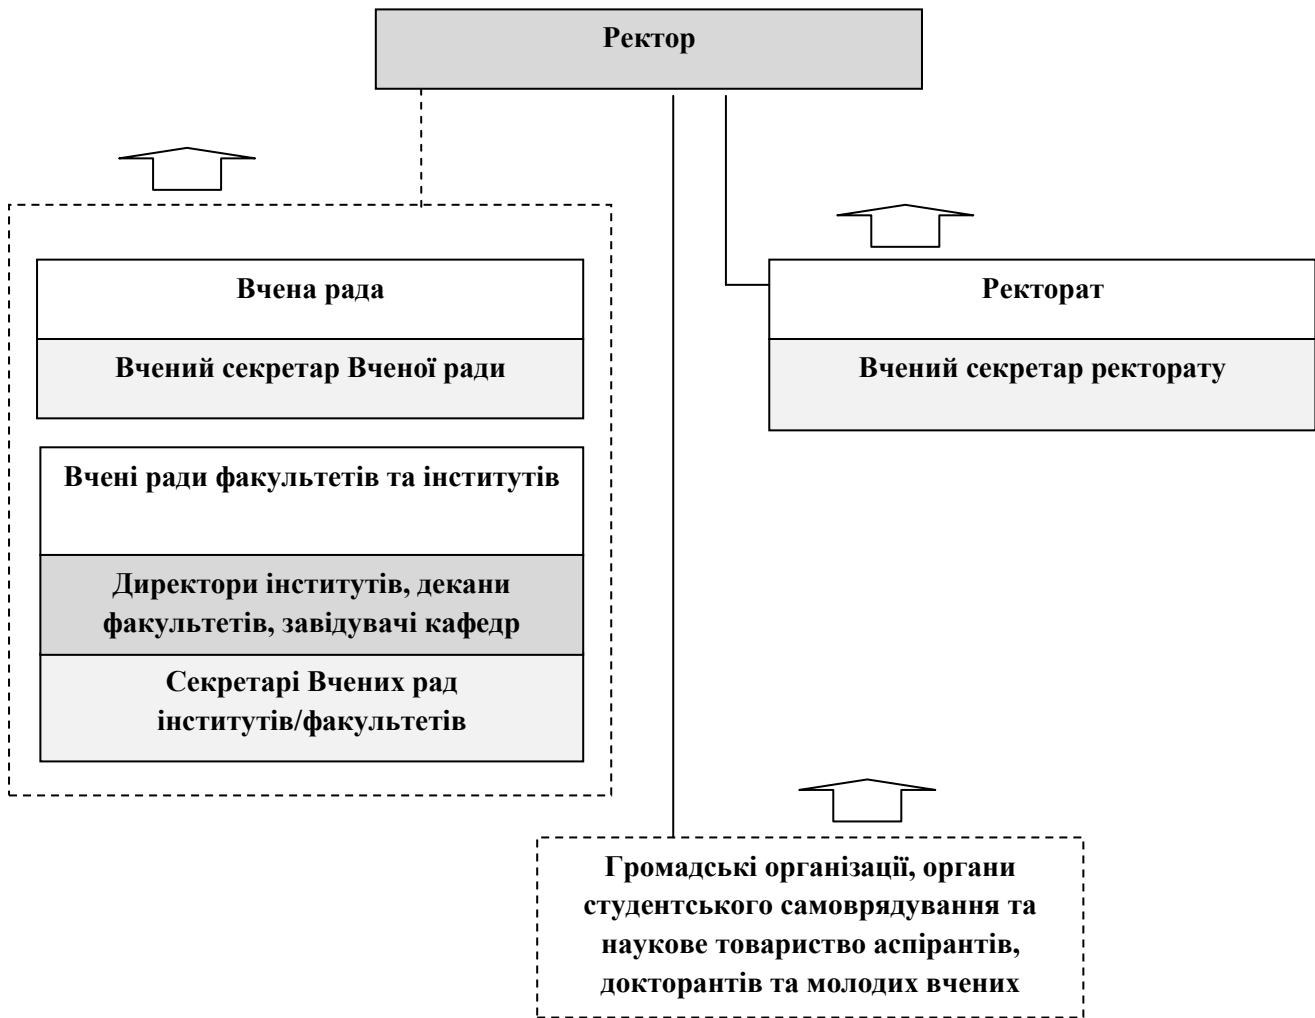 Ректор
Вчена рада
Вчений секретар Вченої ради
Вчені ради факультетів та інститутів
Директори інститутів, декани
факультетів, завідувачі кафедр
Секретарі Вчених рад
інститутів/факультетів
Ректорат
Вчений секретар ректорату
Громадські організації, органи
студентського самоврядування та
наукове товариство аспірантів,
докторантів та молодих вчених